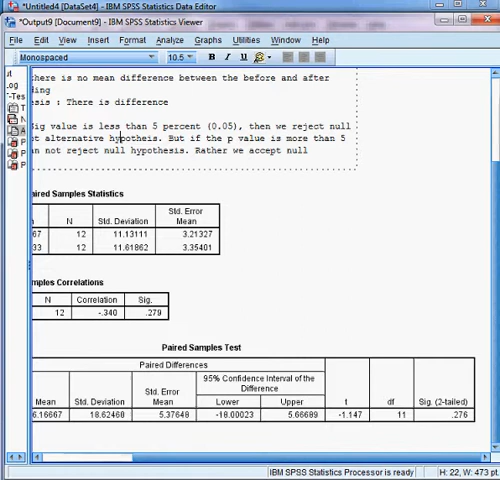 *Untitled4 [DataSet4] - IBM SPSS Statistics Data Editor
*Output9 [Document9] - IBM SPSS Statistics Viewer
File Edit View Insert Format Analyze Graphs Utilities Window Help
Monospaced 10.5 B I U
there is no mean difference between the before and after
ding
esis : There is difference
Sig value is less than 5 percent (0.05), then we reject null
pt alternative hypotheis. But if the p value is more than 5
an not reject null hypothesis. Rather we accept null
aired Samples Statistics
N Std. Deviation Std. Error Mean
67 12 11.13111 3.21327
33 12 11.61862 3.35401
mples Correlations
N Correlation Sig.
12 -.340 .279
Paired Samples Test
Paired Differences
95% Confidence Interval of the Difference
Mean Std. Deviation Std. Error Mean Lower Upper t df Sig. (2-tailed)
6.16667 18.62468 5.37648 -18.00023 5.66689 -1.147 11 .276
IBM SPSS Statistics Processor is ready H: 22, W: 473 pt.